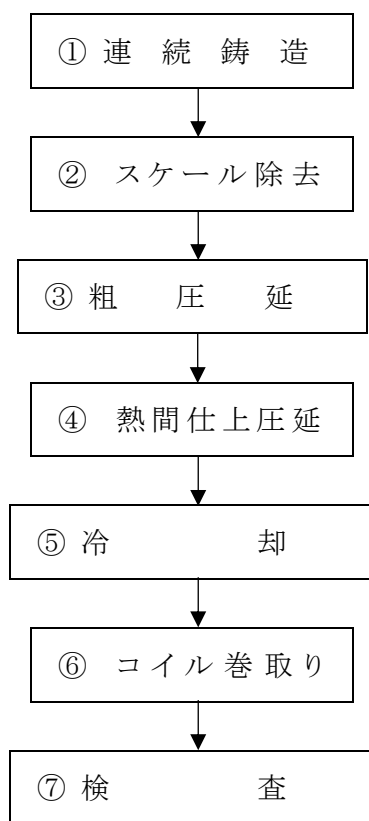 ① 連続鋳造
② スケール除去
③ 粗圧延
④ 熱間仕上圧延
⑤ 冷却
⑥ コイル巻取り
⑦ 検査